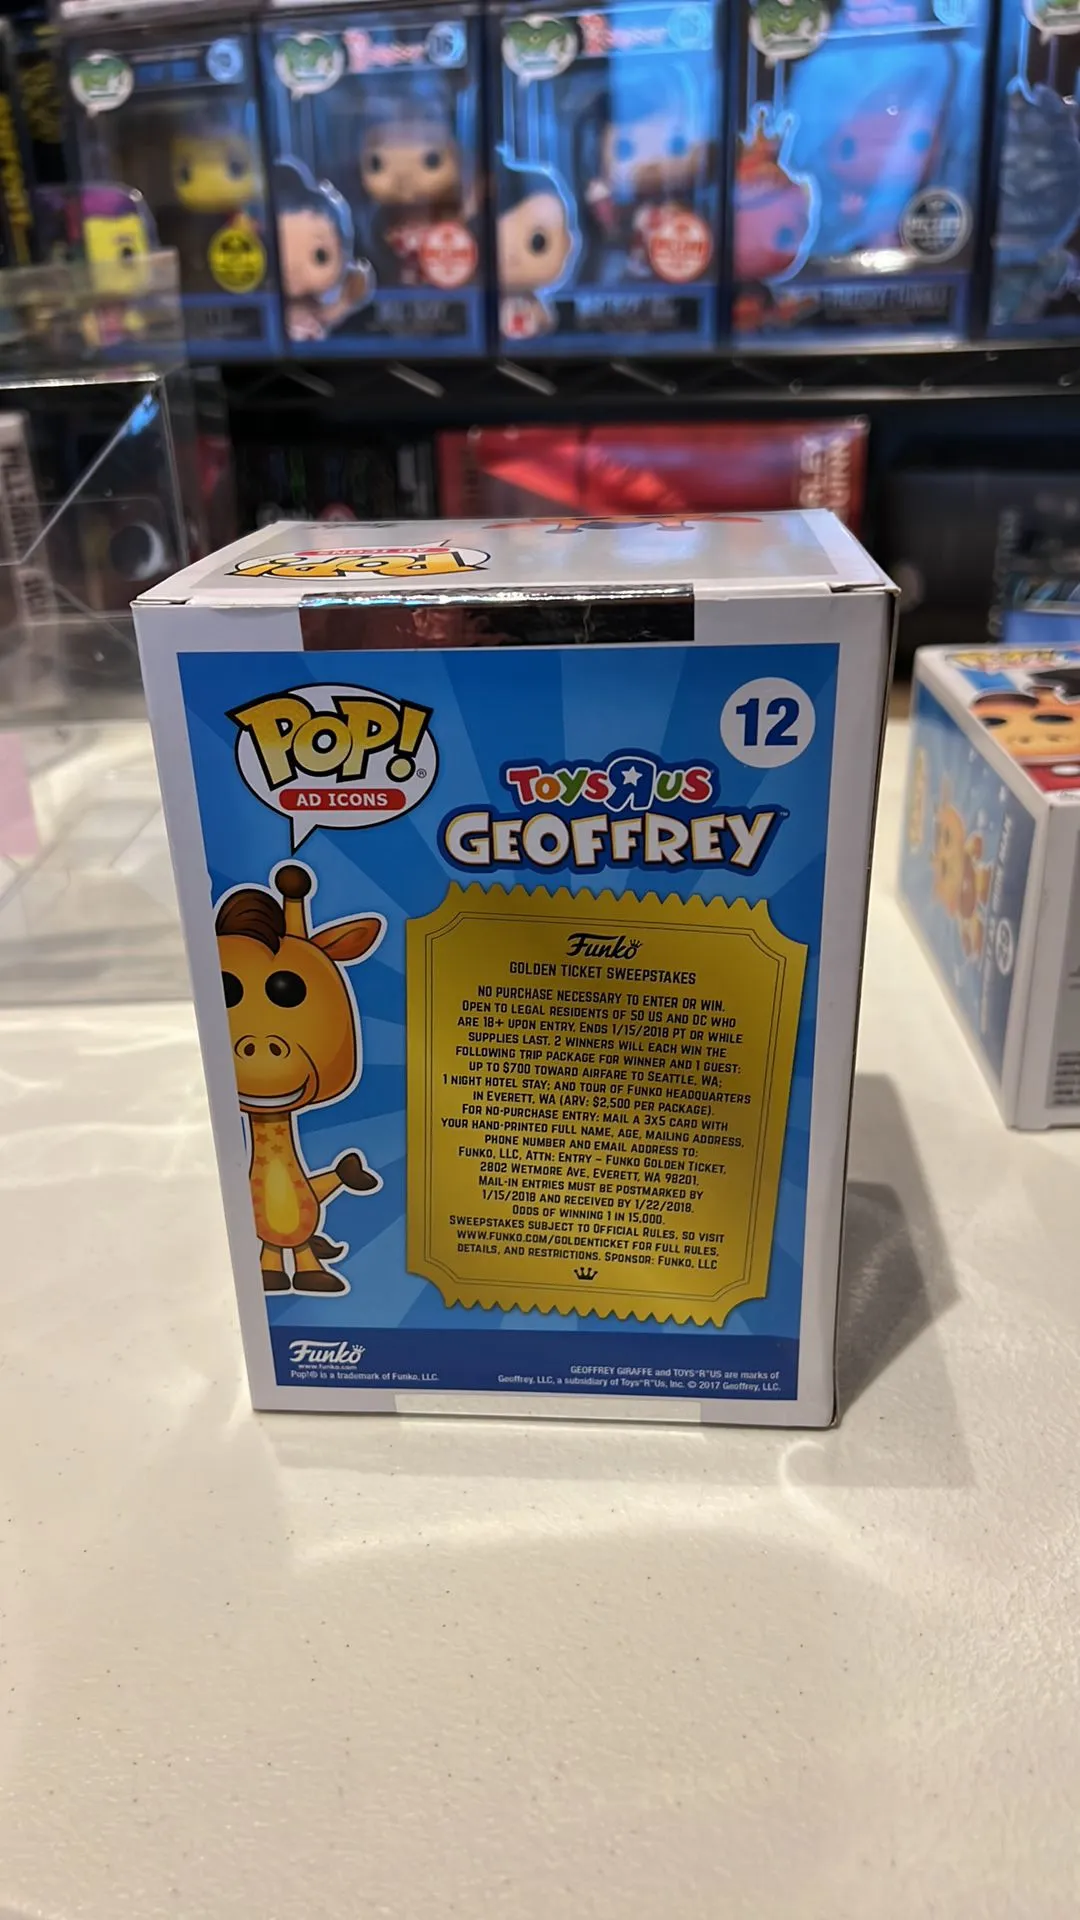 POP!
AD ICONS
POP!®
AD ICONS
12
TOYS"R"US
GEOFFREY™
Funko
GOLDEN TICKET SWEEPSTAKES
NO PURCHASE NECESSARY TO ENTER OR WIN.
OPEN TO LEGAL RESIDENTS OF 50 US AND DC WHO
ARE 18+ UPON ENTRY. ENDS 1/15/2018 PT OR WHILE
SUPPLIES LAST. 2 WINNERS WILL EACH WIN THE
FOLLOWING TRIP PACKAGE FOR WINNER AND 1 GUEST:
UP TO $700 TOWARD AIRFARE TO SEATTLE, WA;
1 NIGHT HOTEL STAY; AND TOUR OF FUNKO HEADQUARTERS
IN EVERETT, WA (ARV: $2,500 PER PACKAGE).
FOR NO-PURCHASE ENTRY: MAIL A 3X5 CARD WITH
YOUR HAND-PRINTED FULL NAME, AGE, MAILING ADDRESS,
PHONE NUMBER AND EMAIL ADDRESS TO:
FUNKO, LLC, ATTN: ENTRY – FUNKO GOLDEN TICKET,
2802 WETMORE AVE, EVERETT, WA 98201.
MAIL-IN ENTRIES MUST BE POSTMARKED BY
1/15/2018 AND RECEIVED BY 1/22/2018.
ODDS OF WINNING 1 IN 15,000.
SWEEPSTAKES SUBJECT TO OFFICIAL RULES, SO VISIT
WWW.FUNKO.COM/GOLDENTICKET FOR FULL RULES,
DETAILS, AND RESTRICTIONS. SPONSOR: FUNKO, LLC
Funko
www.funko.com
Pop!® is a trademark of Funko, LLC.
GEOFFREY GIRAFFE and TOYS"R"US are marks of
Geoffrey, LLC, a subsidiary of Toys"R"Us, Inc. © 2017 Geoffrey, LLC.